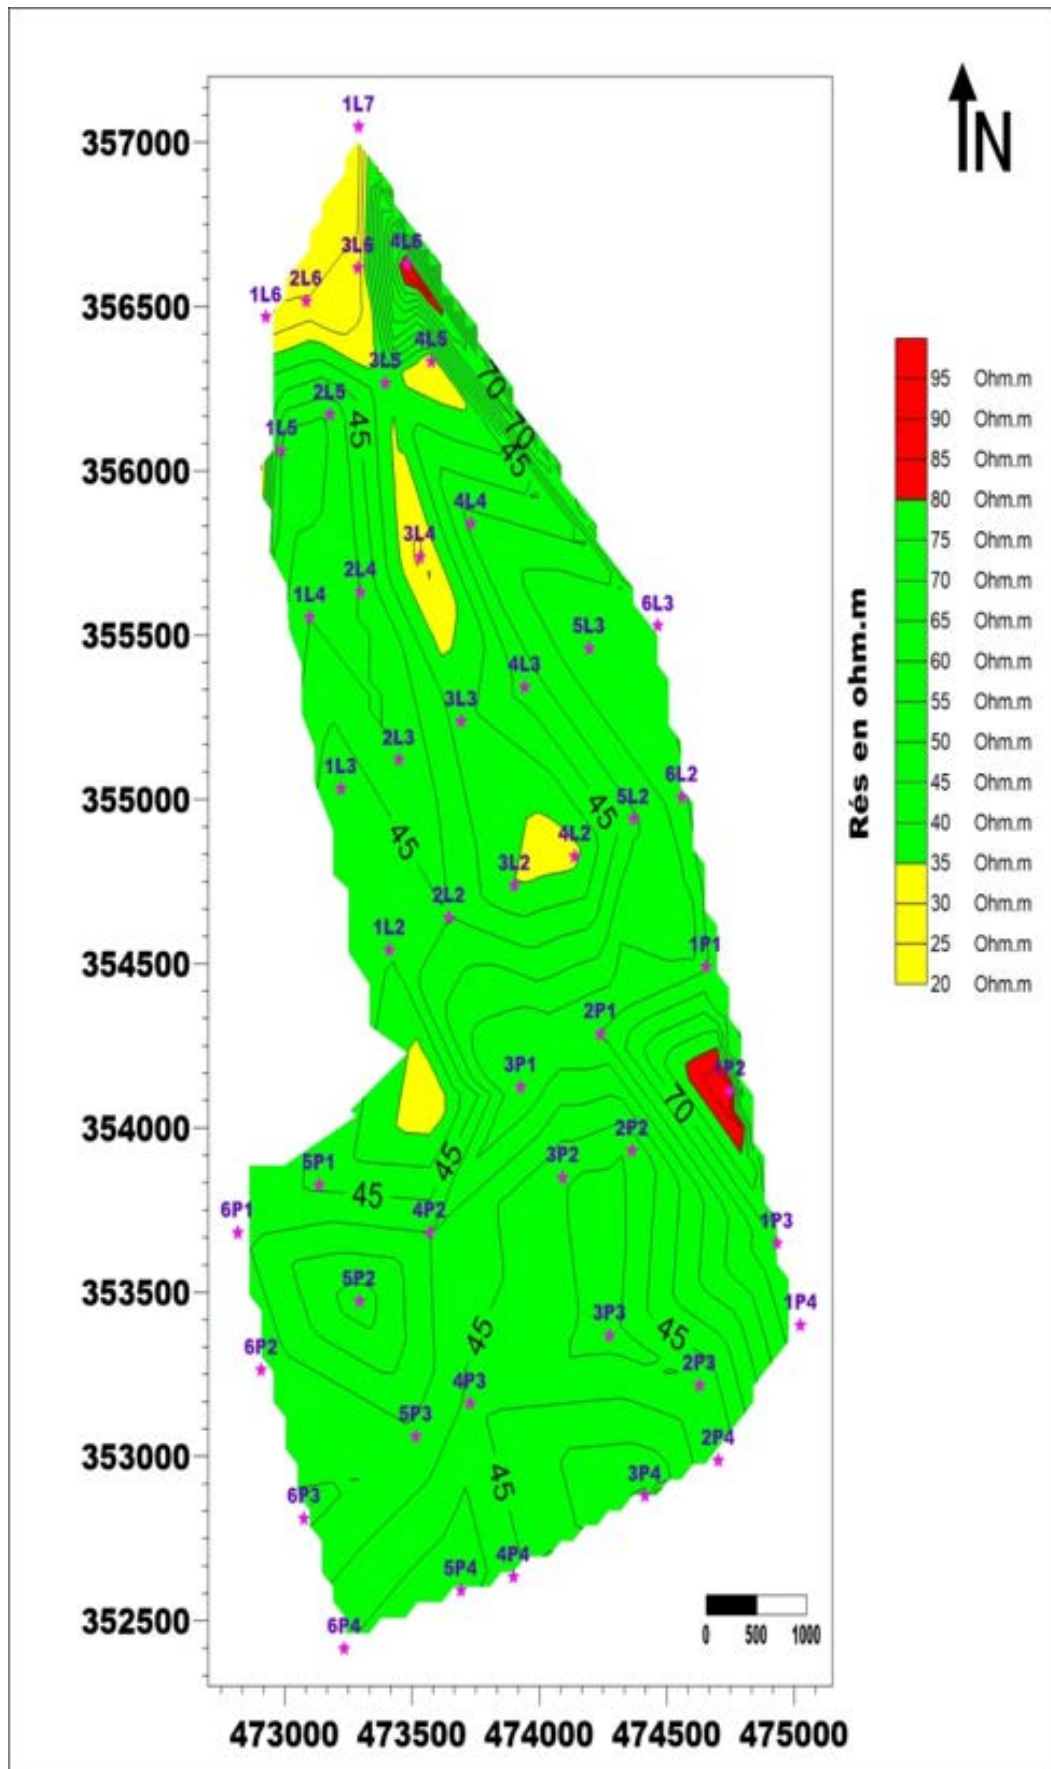 N
1L7
357000
3L6
4L6
2L6
1L6
356500
4L5
3L5
70
2L5
45
1L5
70
45
356000
4L4
3L4
2L4
1L4
6L3
355500
5L3
4L3
3L3
2L3
1L3
6L2
355000
5L2
45
45
4L2
3L2
2L2
1L2
1P1
354500
2P1
3P1
1P2
70
354000
2P2
45
3P2
5P1
45
6P1
4P2
1P3
353500
5P2
1P4
3P3
45
45
6P2
2P3
4P3
5P3
353000
2P4
45
3P4
6P3
4P4
5P4
352500
6P4
0 500 1000
473000 473500 474000 474500 475000
Rés en ohm.m
95 Ohm.m
90 Ohm.m
85 Ohm.m
80 Ohm.m
75 Ohm.m
70 Ohm.m
65 Ohm.m
60 Ohm.m
55 Ohm.m
50 Ohm.m
45 Ohm.m
40 Ohm.m
35 Ohm.m
30 Ohm.m
25 Ohm.m
20 Ohm.m